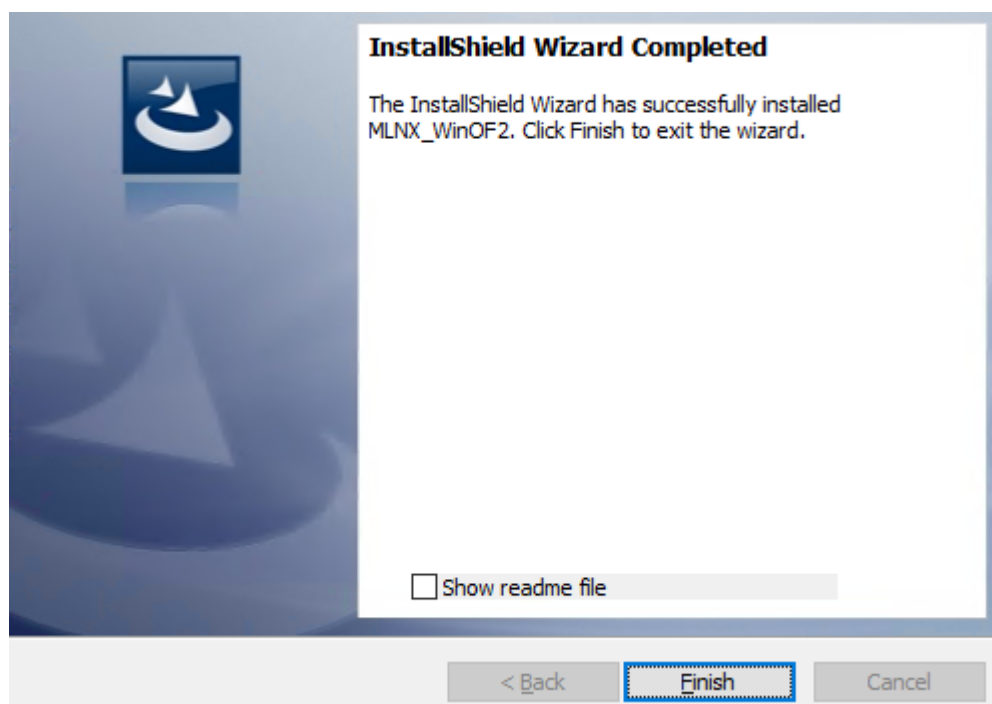 InstallShield Wizard Completed
The InstallShield Wizard has successfully installed
MLNX_WinOF2. Click Finish to exit the wizard.
Show readme file
< Back
Finish
Cancel